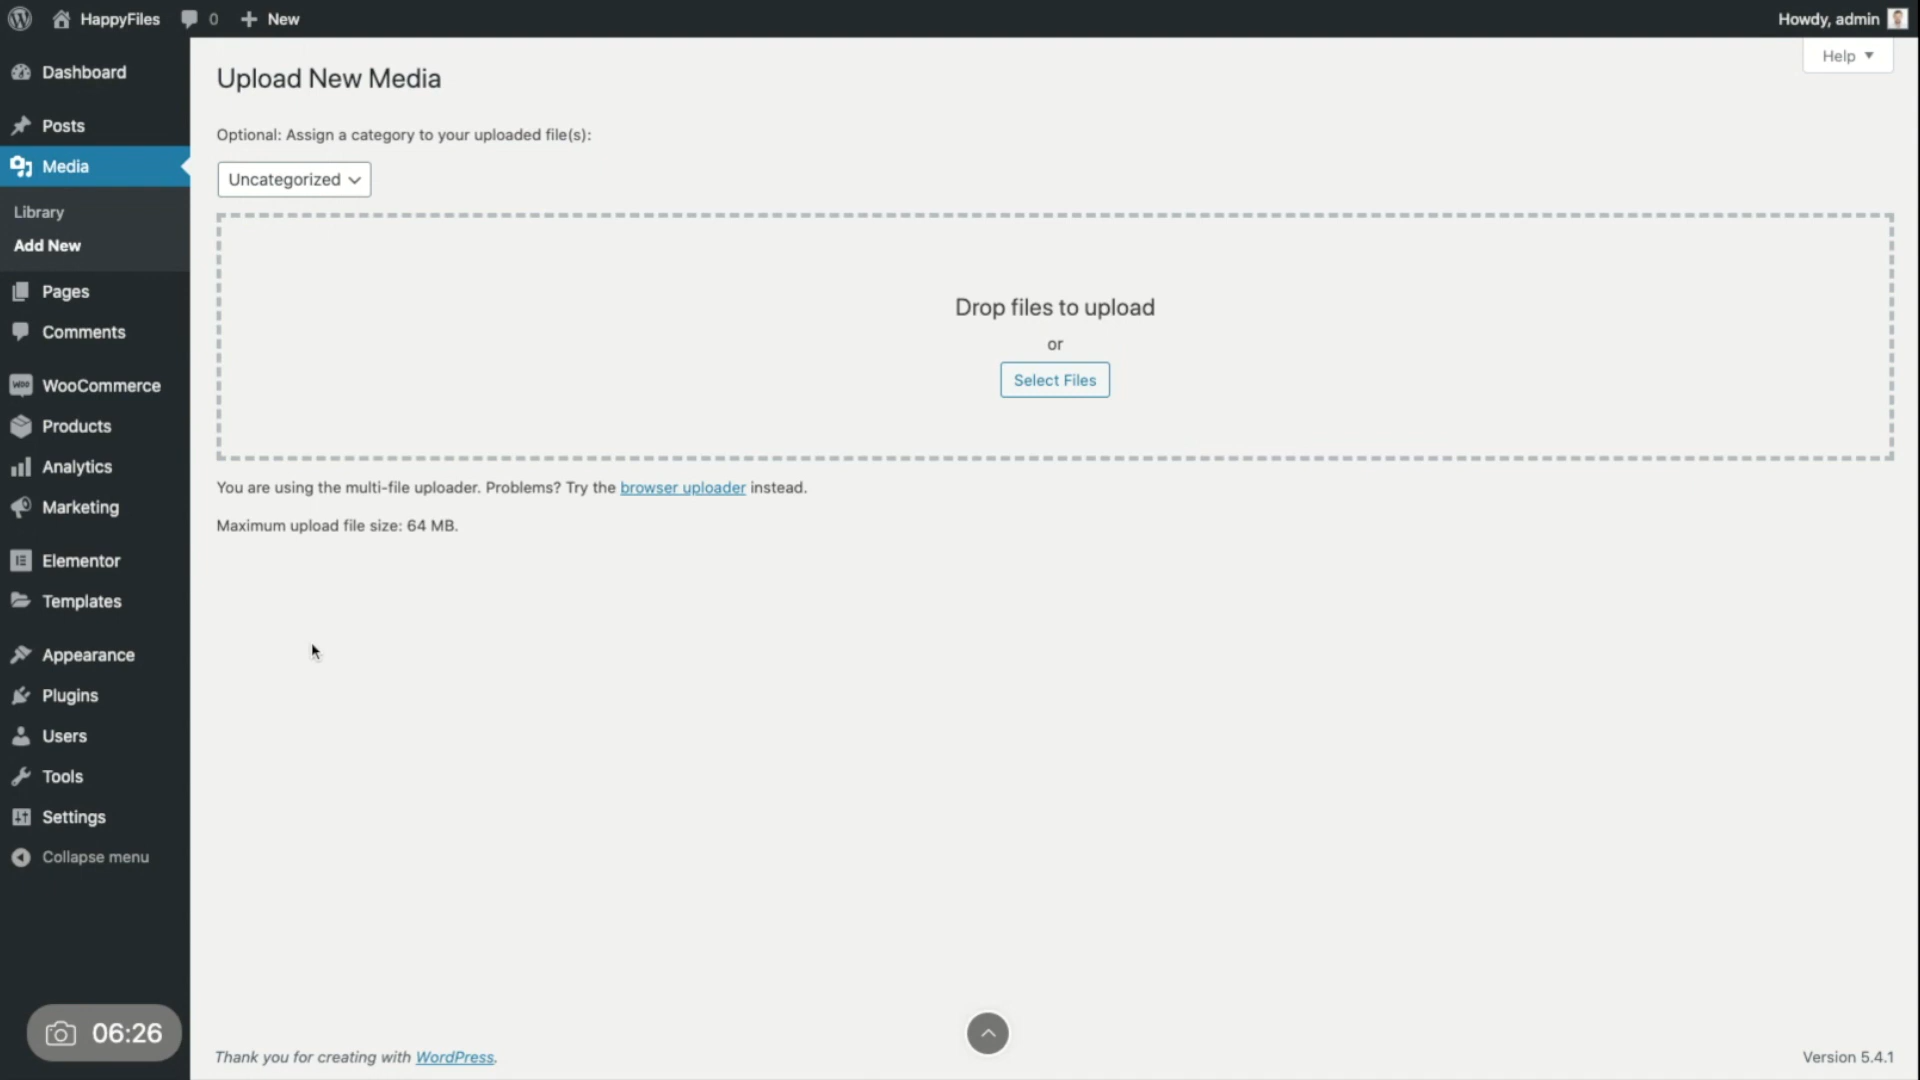 HappyFiles
0
New
Howdy, admin
Help
Dashboard
Posts
Media
Library
Add New
Pages
Comments
WooCommerce
Products
Analytics
Marketing
Elementor
Templates
Appearance
Plugins
Users
Tools
Settings
Collapse menu
06:26
Upload New Media
Optional: Assign a category to your uploaded file(s):
Uncategorized
Drop files to upload
or
Select Files
You are using the multi-file uploader. Problems? Try the browser uploader instead.
Maximum upload file size: 64 MB.
Thank you for creating with WordPress.
Version 5.4.1